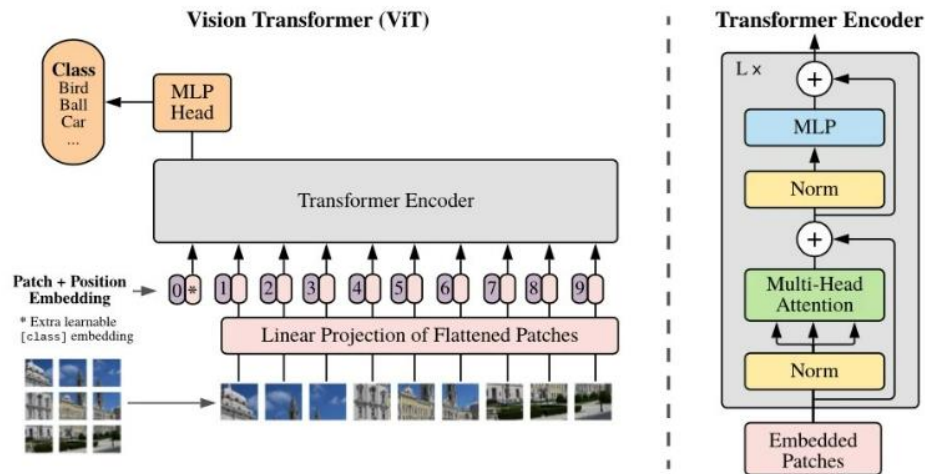 Vision Transformer (ViT)
Class
Bird
Ball
Car
...
MLP
Head
Transformer Encoder
Patch + Position
Embedding
0 * 1 2 3 4 5 6 7 8 9
* Extra learnable
[class] embedding
Linear Projection of Flattened Patches
Transformer Encoder
L x
+
MLP
Norm
+
Multi-Head
Attention
Norm
Embedded
Patches